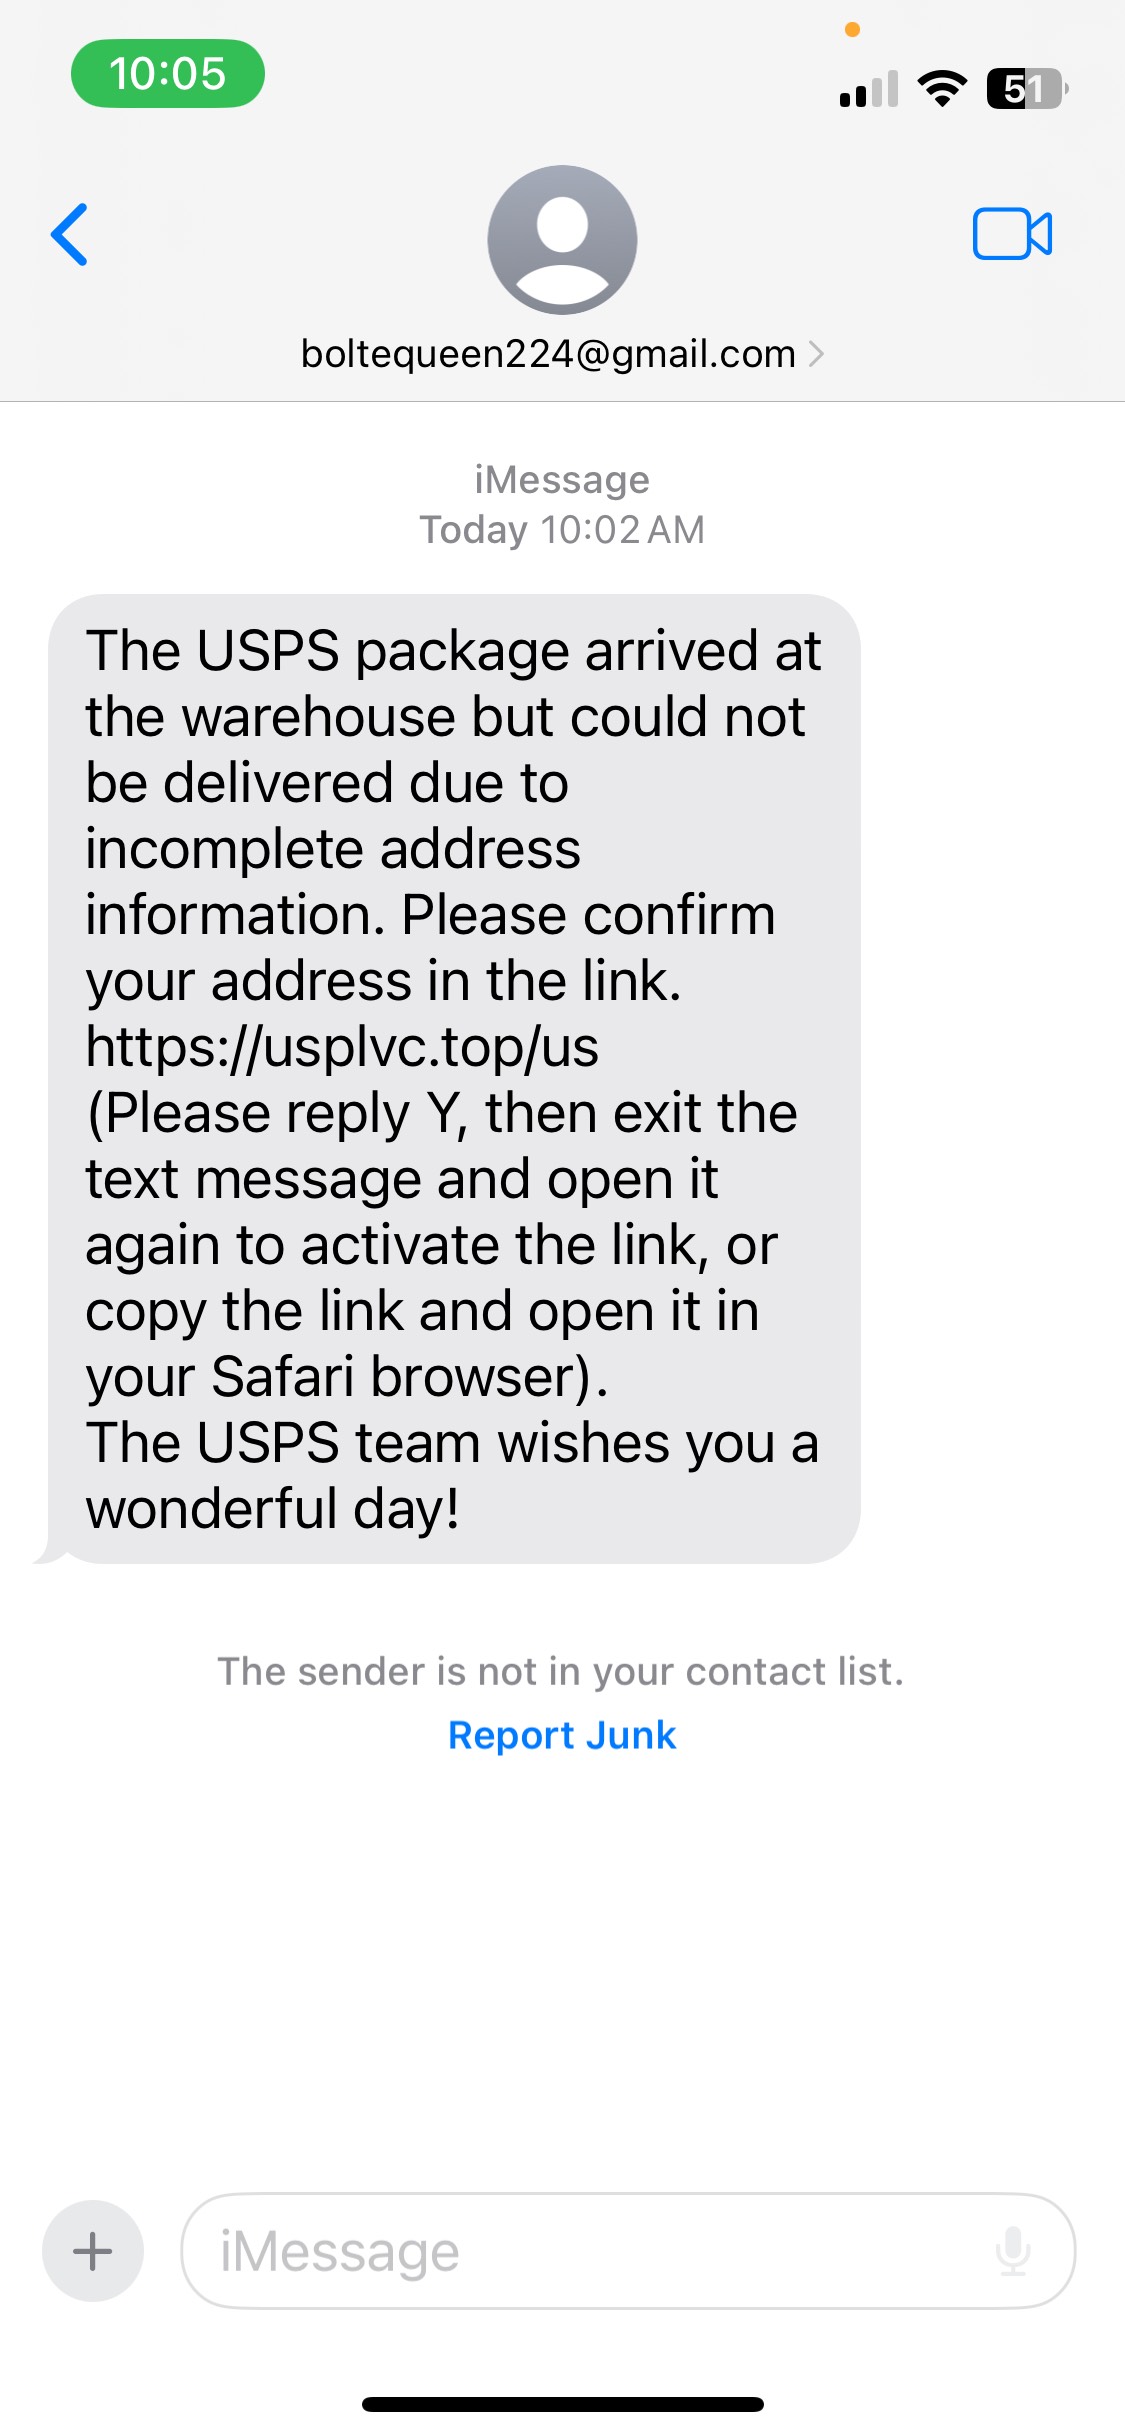 10:05
51
boltequeen224@gmail.com
iMessage
Today 10:02 AM
The USPS package arrived at
the warehouse but could not
be delivered due to
incomplete address
information. Please confirm
your address in the link.
https://usplvc.top/us
(Please reply Y, then exit the
text message and open it
again to activate the link, or
copy the link and open it in
your Safari browser).
The USPS team wishes you a
wonderful day!
The sender is not in your contact list.
Report Junk
iMessage